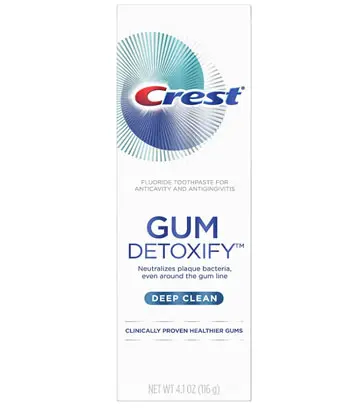 Crest
FLUORIDE TOOTHPASTE FOR
ANTICAVITY AND ANTIGINGIVITIS
GUM
DETOXIFY™
Neutralizes plaque bacteria,
even around the gum line
DEEP CLEAN
CLINICALLY PROVEN HEALTHIER GUMS
NET WT 4.1 OZ (116 g)